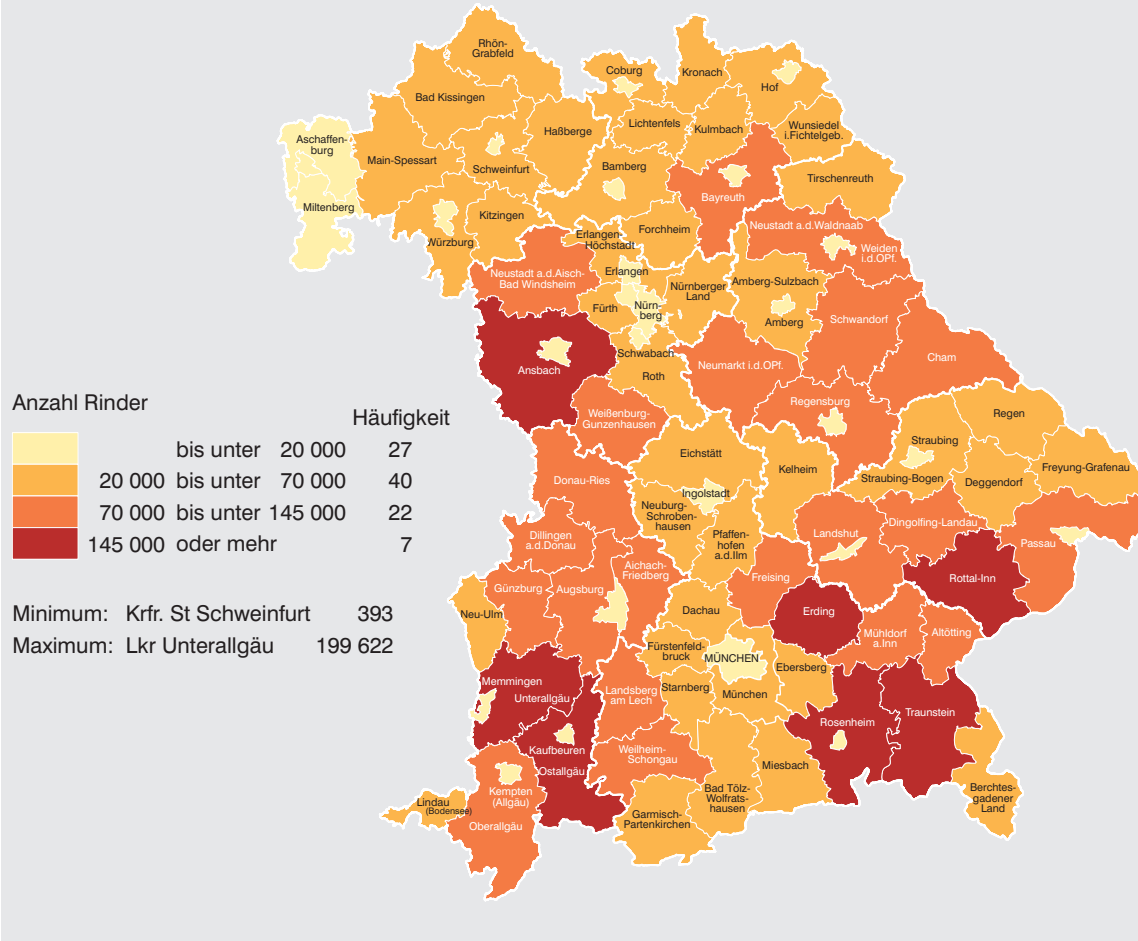 Rhön-
Grabfeld
Coburg
Kronach
Hof
Bad Kissingen
Lichtenfels
Kulmbach
Wunsiedel
i.Fichtelgeb.
Haßberge
Aschaffen-
burg
Main-Spessart
Schweinfurt
Bamberg
Tirschenreuth
Bayreuth
Miltenberg
Kitzingen
Würzburg
Forchheim
Erlangen-
Höchstadt
Neustadt a.d.Waldnaab
Weiden
i.d.OPf.
Neustadt a.d.Aisch-
Bad Windsheim
Erlangen
Nürnberger
Land
Amberg-Sulzbach
Fürth
Nürn-
berg
Amberg
Schwandorf
Schwabach
Roth
Ansbach
Neumarkt i.d.OPf.
Cham
Weißenburg-
Gunzenhausen
Regensburg
Regen
Straubing
Eichstätt
Kelheim
Straubing-Bogen
Deggendorf
Freyung-Grafenau
Donau-Ries
Ingolstadt
Neuburg-
Schroben-
hausen
Dillingen
a.d.Donau
Pfaffen-
hofen
a.d.Ilm
Landshut
Dingolfing-Landau
Passau
Aichach-
Friedberg
Freising
Rottal-Inn
Günzburg
Augsburg
Neu-Ulm
Dachau
Erding
Mühldorf
a.Inn
Altötting
Fürstenfeld-
bruck
MÜNCHEN
Ebersberg
Memmingen
Unterallgäu
Landsberg
am Lech
Starnberg
München
Rosenheim
Traunstein
Kaufbeuren
Ostallgäu
Weilheim-
Schongau
Miesbach
Bad Tölz-
Wolfrats-
hausen
Berchtes-
gadener
Land
Kempten
(Allgäu)
Lindau
(Bodensee)
Oberallgäu
Garmisch-
Partenkirchen
Anzahl Rinder
Häufigkeit
bis unter 20 000 27
20 000 bis unter 70 000 40
70 000 bis unter 145 000 22
145 000 oder mehr 7
Minimum: Krfr. St Schweinfurt 393
Maximum: Lkr Unterallgäu 199 622